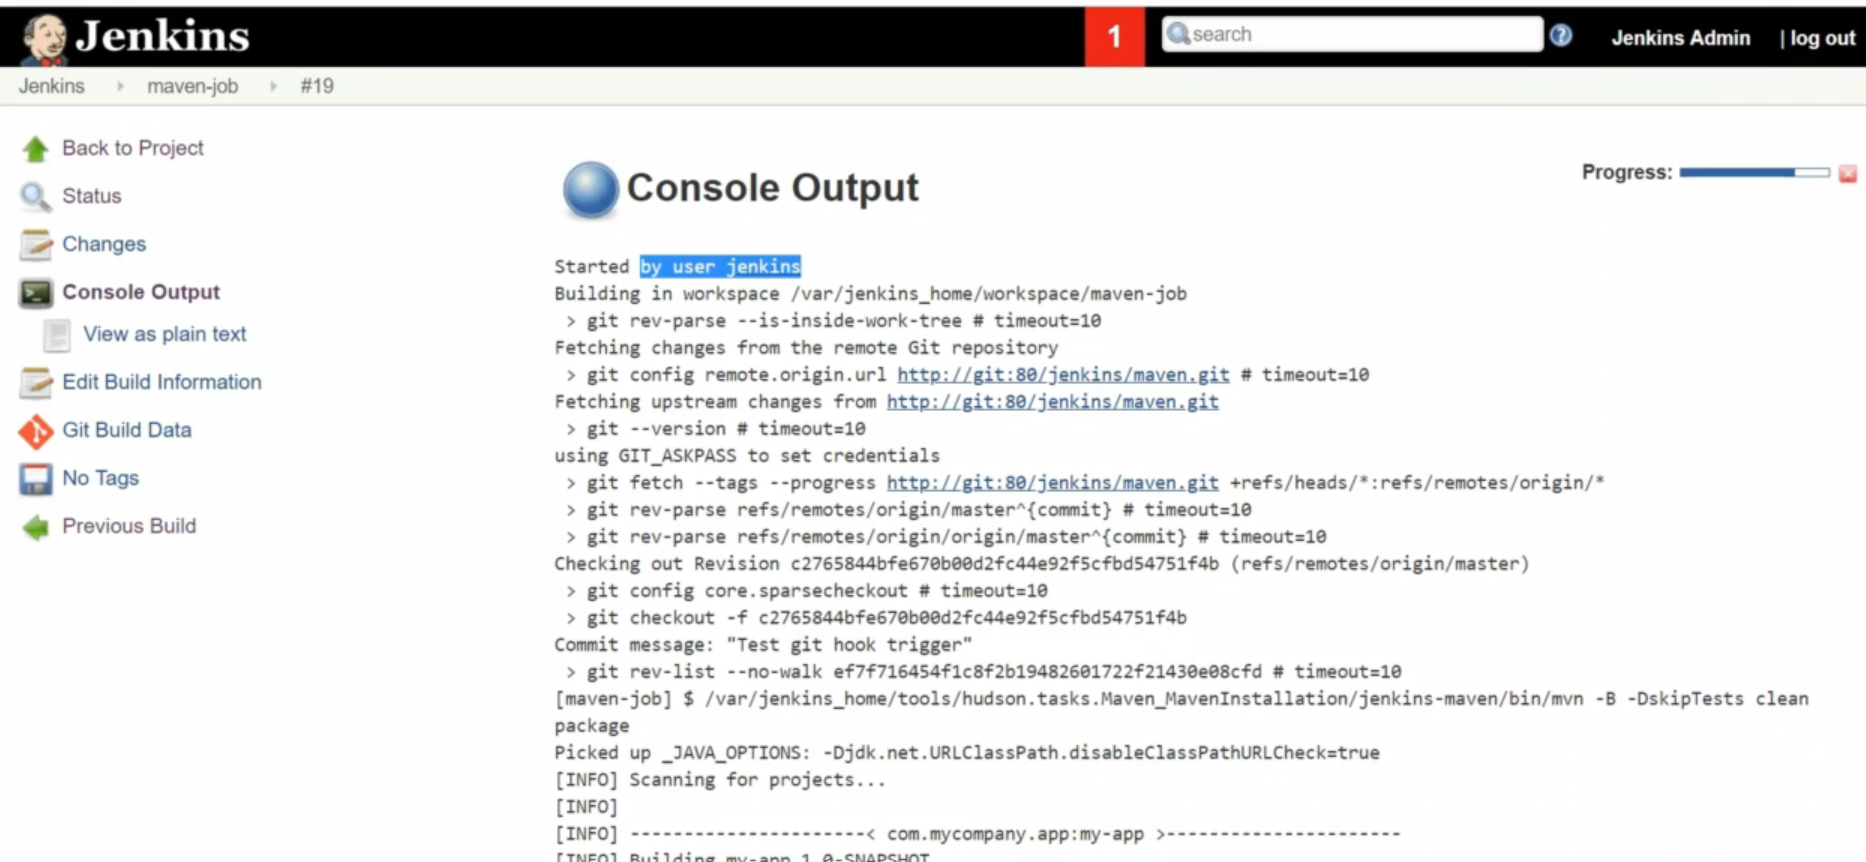 Jenkins
1
search
Jenkins Admin
| log out
Jenkins
maven-job
#19
Back to Project
Status
Changes
Console Output
View as plain text
Edit Build Information
Git Build Data
No Tags
Previous Build
Console Output
Progress:
Started by user jenkins
Building in workspace /var/jenkins_home/workspace/maven-job
> git rev-parse --is-inside-work-tree # timeout=10
Fetching changes from the remote Git repository
> git config remote.origin.url http://git:80/jenkins/maven.git # timeout=10
Fetching upstream changes from http://git:80/jenkins/maven.git
> git --version # timeout=10
using GIT_ASKPASS to set credentials
> git fetch --tags --progress http://git:80/jenkins/maven.git +refs/heads/*:refs/remotes/origin/*
> git rev-parse refs/remotes/origin/master^{commit} # timeout=10
> git rev-parse refs/remotes/origin/origin/master^{commit} # timeout=10
Checking out Revision c2765844bfe670b00d2fc44e92f5cfbd54751f4b (refs/remotes/origin/master)
> git config core.sparsecheckout # timeout=10
> git checkout -f c2765844bfe670b00d2fc44e92f5cfbd54751f4b
Commit message: "Test git hook trigger"
> git rev-list --no-walk ef7f716454f1c8f2b19482601722f21430e08cfd # timeout=10
[maven-job] $ /var/jenkins_home/tools/hudson.tasks.Maven_MavenInstallation/jenkins-maven/bin/mvn -B -DskipTests clean
package
Picked up _JAVA_OPTIONS: -Djdk.net.URLClassPath.disableClassPathURLCheck=true
[INFO] Scanning for projects...
[INFO]
[INFO] ----------------------< com.mycompany.app:my-app >----------------------
[INFO] Building my-app 1.0-SNAPSHOT